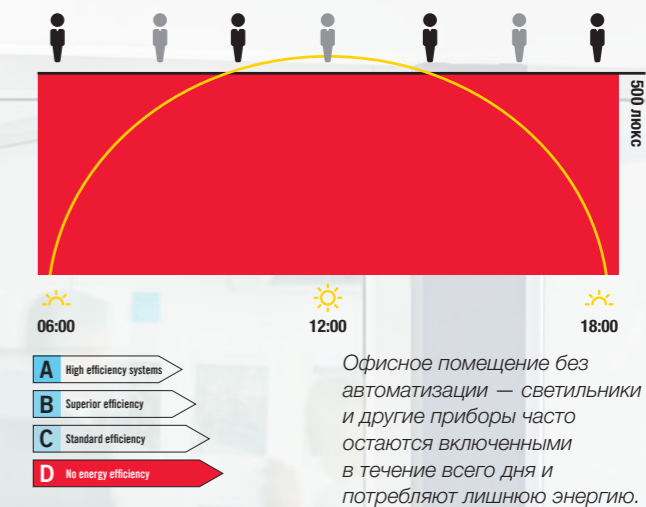 500 люкс
06:00
12:00
18:00
A High efficiency systems
B Superior efficiency
C Standard efficiency
D No energy efficiency
Офисное помещение без
автоматизации — светильники
и другие приборы часто
остаются включенными
в течение всего дня и
потребляют лишнюю энергию.